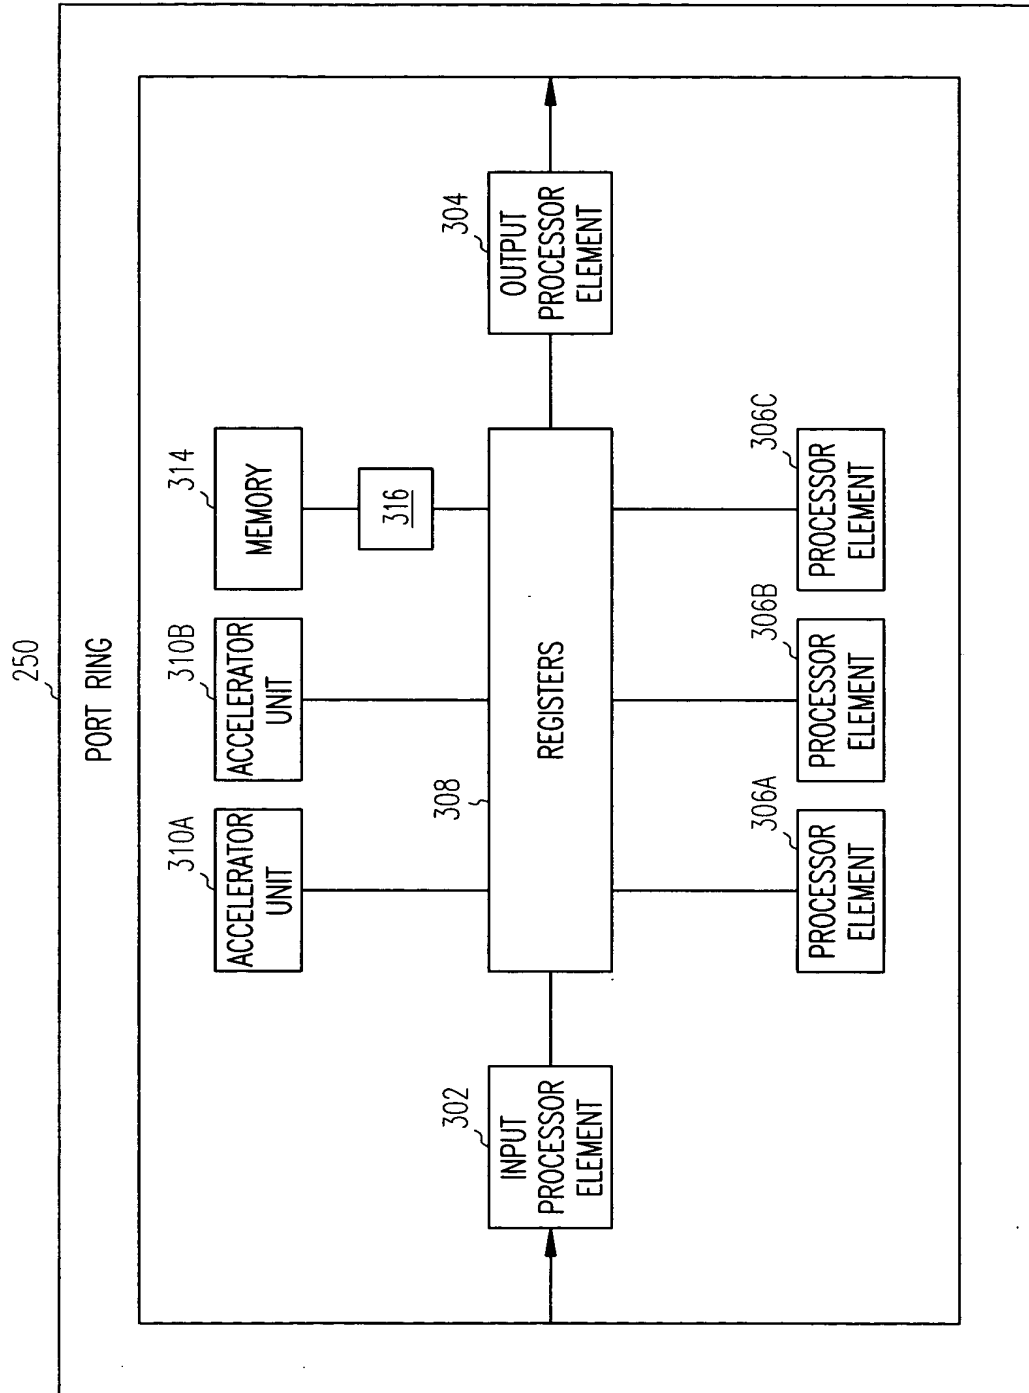 250
PORT RING
310A
ACCELERATOR
UNIT
310B
ACCELERATOR
UNIT
314
MEMORY
316
302
INPUT
PROCESSOR
ELEMENT
308
REGISTERS
304
OUTPUT
PROCESSOR
ELEMENT
306A
PROCESSOR
ELEMENT
306B
PROCESSOR
ELEMENT
306C
PROCESSOR
ELEMENT